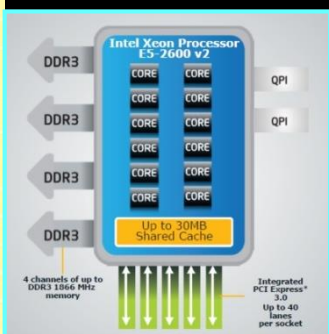 Intel Xeon Processor
E5-2600 v2
DDR3
DDR3
DDR3
DDR3
CORE CORE
CORE CORE
CORE CORE
CORE CORE
CORE CORE
CORE CORE
QPI
QPI
Up to 30MB
Shared Cache
4 channels of up to
DDR3 1866 MHz
memory
Integrated
PCI Express*
3.0
Up to 40
lanes
per socket